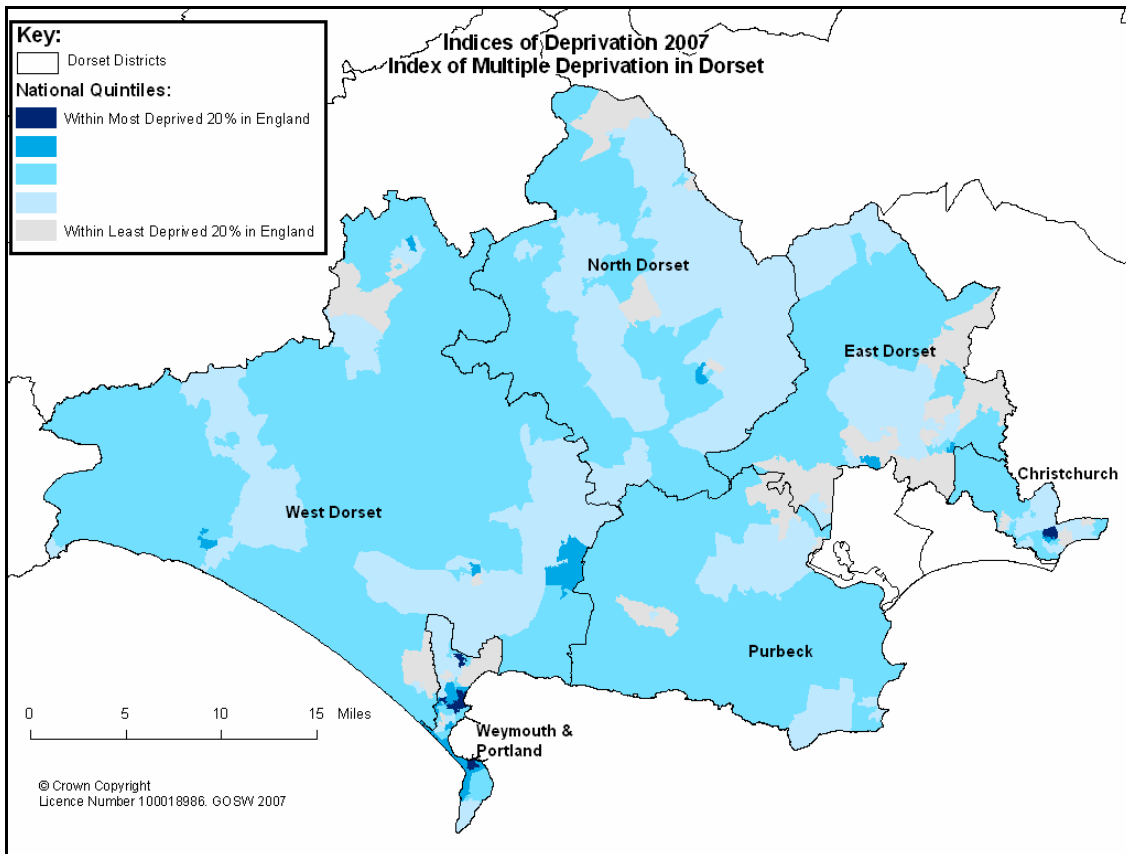 Key:
Dorset Districts
National Quintiles:
Within Most Deprived 20% in England
Within Least Deprived 20% in England
Indices of Deprivation 2007
Index of Multiple Deprivation in Dorset
North Dorset
East Dorset
Christchurch
West Dorset
Purbeck
Weymouth &
Portland
0 5 10 15 Miles
© Crown Copyright
Licence Number 100018986. GOSW 2007